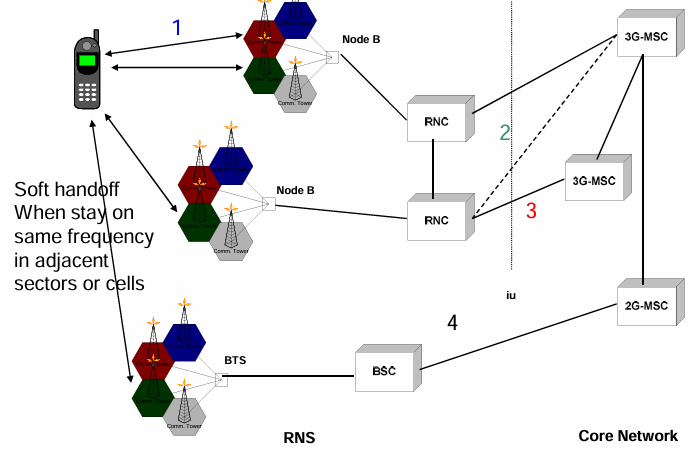 1
Node B
3G-MSC
Comm. Tower
RNC
2
3G-MSC
Node B
RNC
3
Comm. Tower
Soft handoff
When stay on
same frequency
in adjacent
sectors or cells
iu
2G-MSC
4
BTS
BSC
Comm. Tower
RNS
Core Network